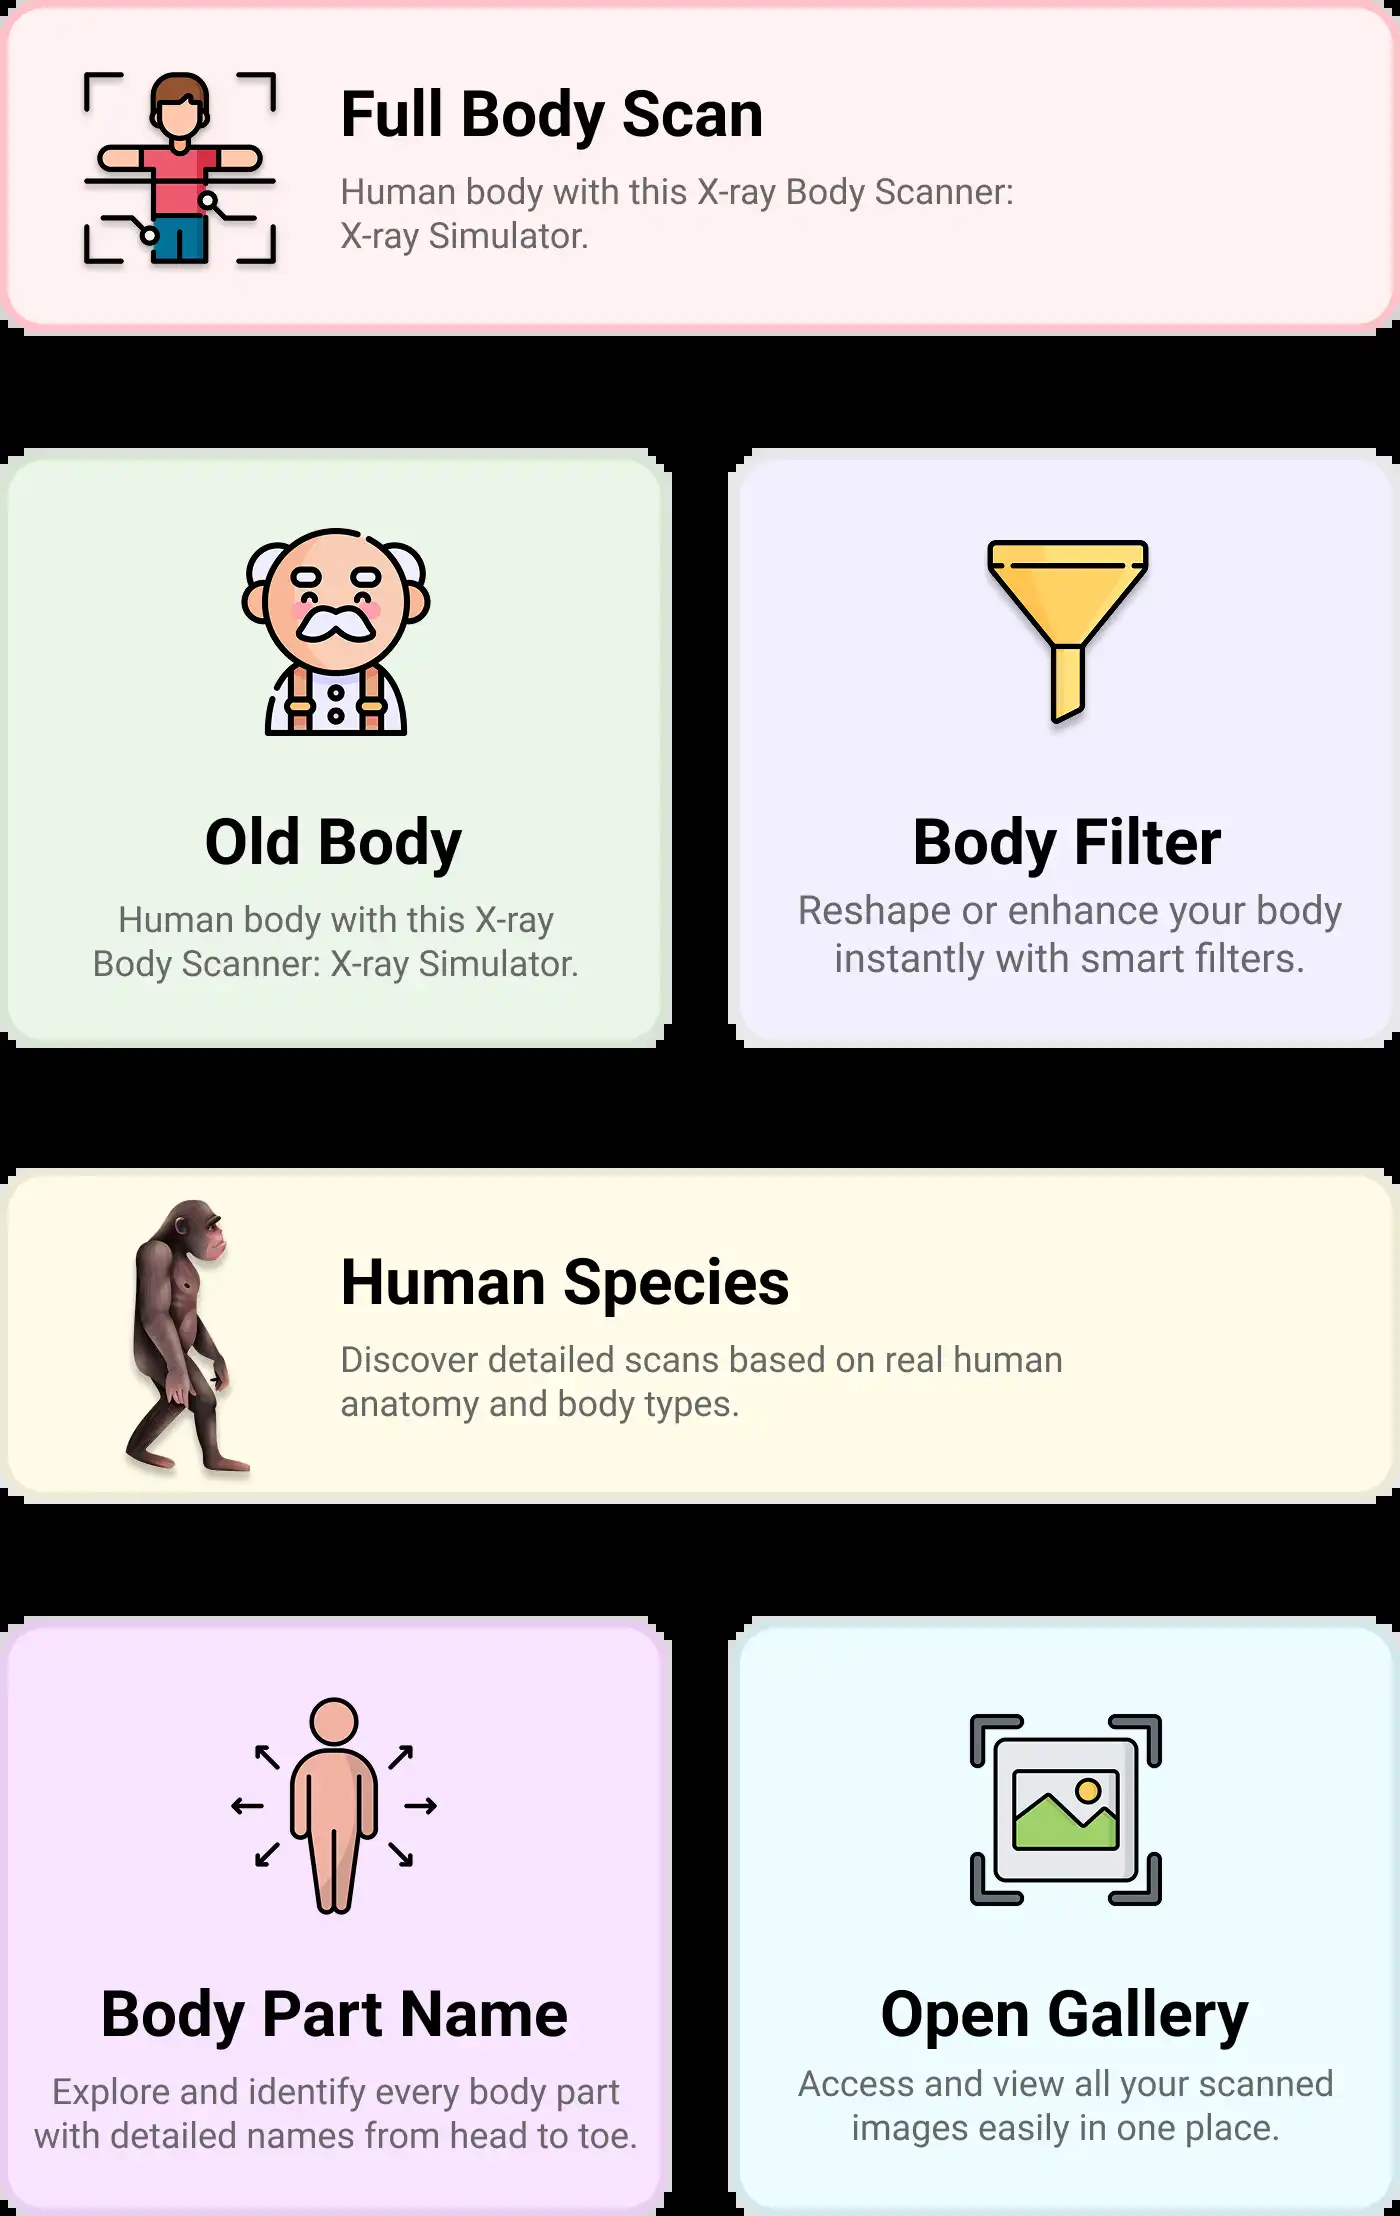 Full Body Scan
Human body with this X-ray Body Scanner:
X-ray Simulator.
Old Body
Human body with this X-ray
Body Scanner: X-ray Simulator.
Body Filter
Reshape or enhance your body
instantly with smart filters.
Human Species
Discover detailed scans based on real human
anatomy and body types.
Body Part Name
Explore and identify every body part
with detailed names from head to toe.
Open Gallery
Access and view all your scanned
images easily in one place.